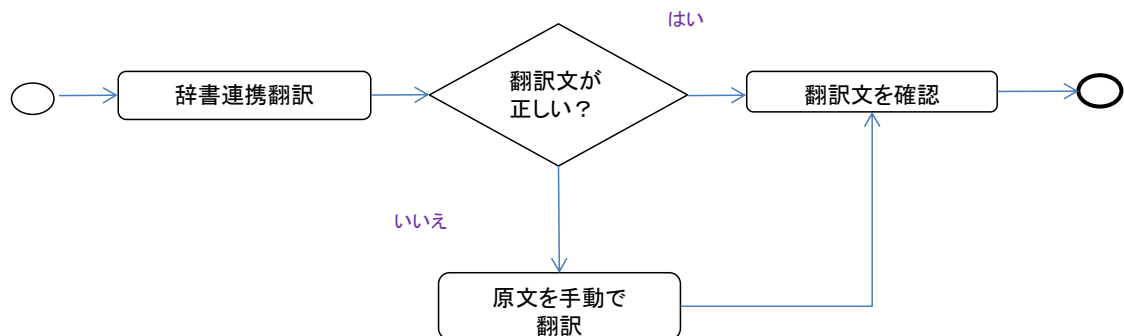 はい
辞書連携翻訳
翻訳文が
正しい？
翻訳文を確認
いいえ
原文を手動で
翻訳